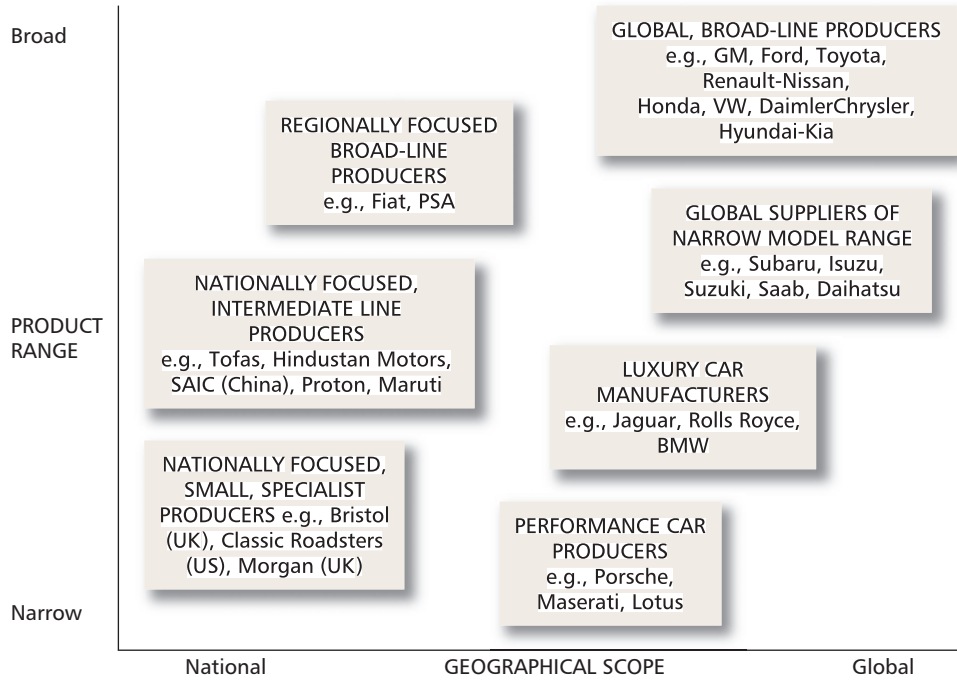 Broad
GLOBAL, BROAD-LINE PRODUCERS
e.g., GM, Ford, Toyota,
Renault-Nissan,
Honda, VW, DaimlerChrysler,
Hyundai-Kia
REGIONALLY FOCUSED
BROAD-LINE
PRODUCERS
e.g., Fiat, PSA
GLOBAL SUPPLIERS OF
NARROW MODEL RANGE
e.g., Subaru, Isuzu,
Suzuki, Saab, Daihatsu
NATIONALLY FOCUSED,
INTERMEDIATE LINE
PRODUCERS
e.g., Tofas, Hindustan Motors,
SAIC (China), Proton, Maruti
PRODUCT
RANGE
LUXURY CAR
MANUFACTURERS
e.g., Jaguar, Rolls Royce,
BMW
NATIONALLY FOCUSED,
SMALL, SPECIALIST
PRODUCERS e.g., Bristol
(UK), Classic Roadsters
(US), Morgan (UK)
PERFORMANCE CAR
PRODUCERS
e.g., Porsche,
Maserati, Lotus
Narrow
National
GEOGRAPHICAL SCOPE
Global